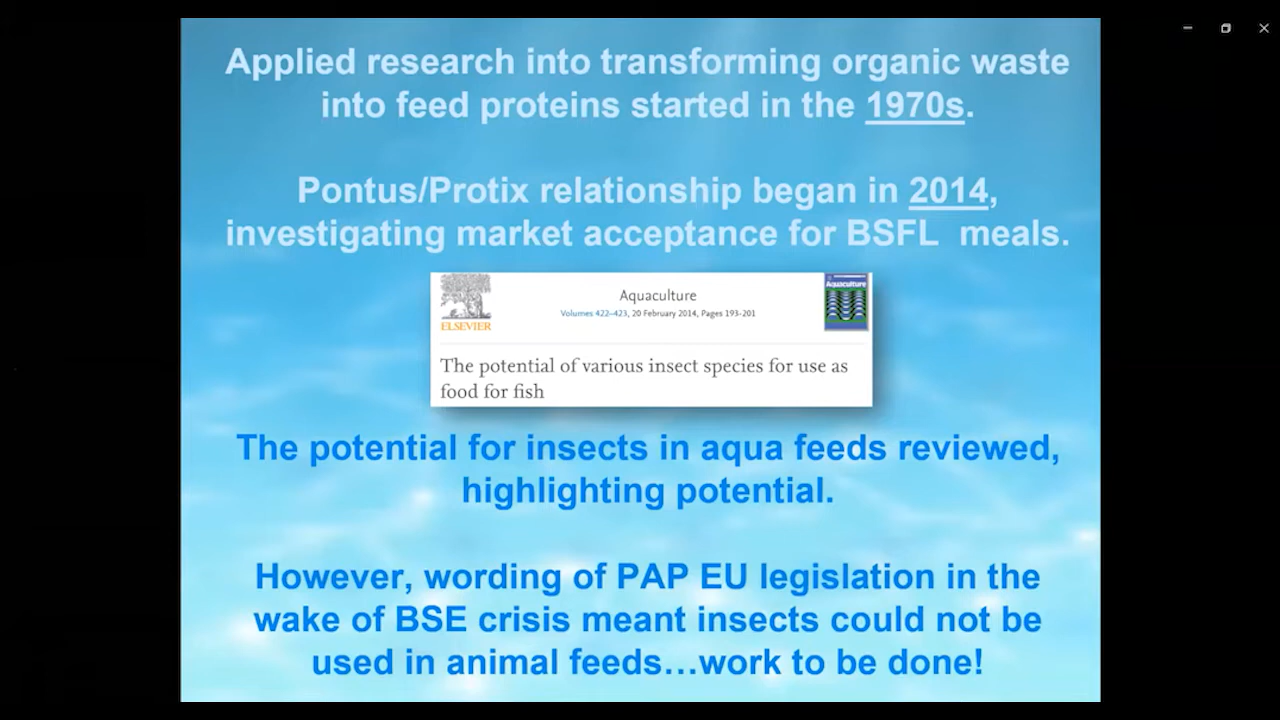 Applied research into transforming organic waste
into feed proteins started in the 1970s.
Pontus/Protix relationship began in 2014,
investigating market acceptance for BSFL meals.
ELSEVIER
Aquaculture
Volumes 422–423, 20 February 2014, Pages 193-201
Aquaculture
The potential of various insect species for use as
food for fish
The potential for insects in aqua feeds reviewed,
highlighting potential.
However, wording of PAP EU legislation in the
wake of BSE crisis meant insects could not be
used in animal feeds...work to be done!